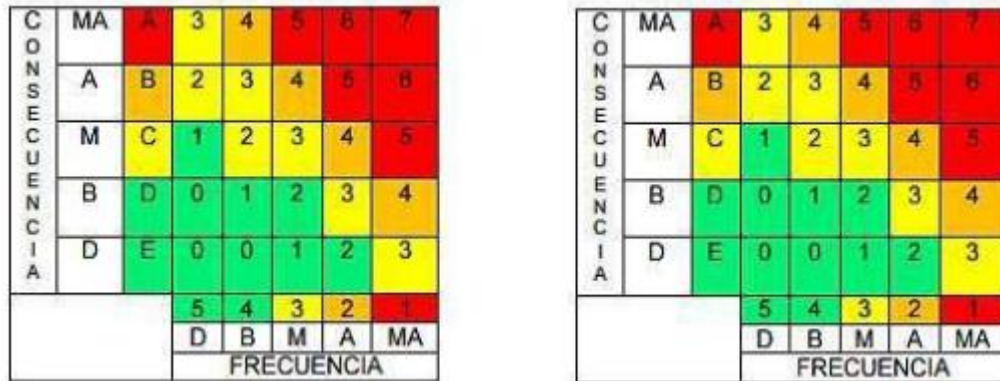 CONSECUENCIA
MA A 3 4 5 6 7
A B 2 3 4 5 6
M C 1 2 3 4 5
B D 0 1 2 3 4
D E 0 0 1 2 3
5 4 3 2 1
D B M A MA
FRECUENCIA
CONSECUENCIA
MA A 3 4 5 6 7
A B 2 3 4 5 6
M C 1 2 3 4 5
B D 0 1 2 3 4
D E 0 0 1 2 3
5 4 3 2 1
D B M A MA
FRECUENCIA